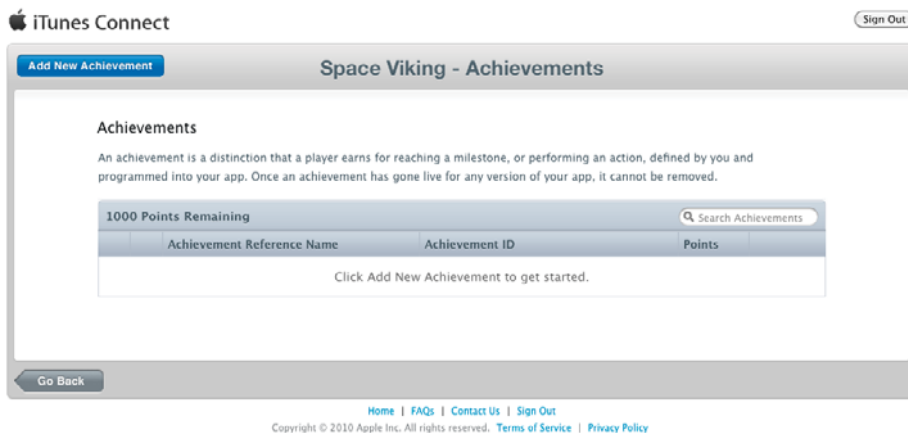 iTunes Connect
Sign Out
Add New Achievement
Space Viking - Achievements
Achievements
An achievement is a distinction that a player earns for reaching a milestone, or performing an action, defined by you and
programmed into your app. Once an achievement has gone live for any version of your app, it cannot be removed.
1000 Points Remaining
Search Achievements
Achievement Reference Name Achievement ID Points
Click Add New Achievement to get started.
Go Back
Home | FAQs | Contact Us | Sign Out
Copyright © 2010 Apple Inc. All rights reserved. Terms of Service | Privacy Policy